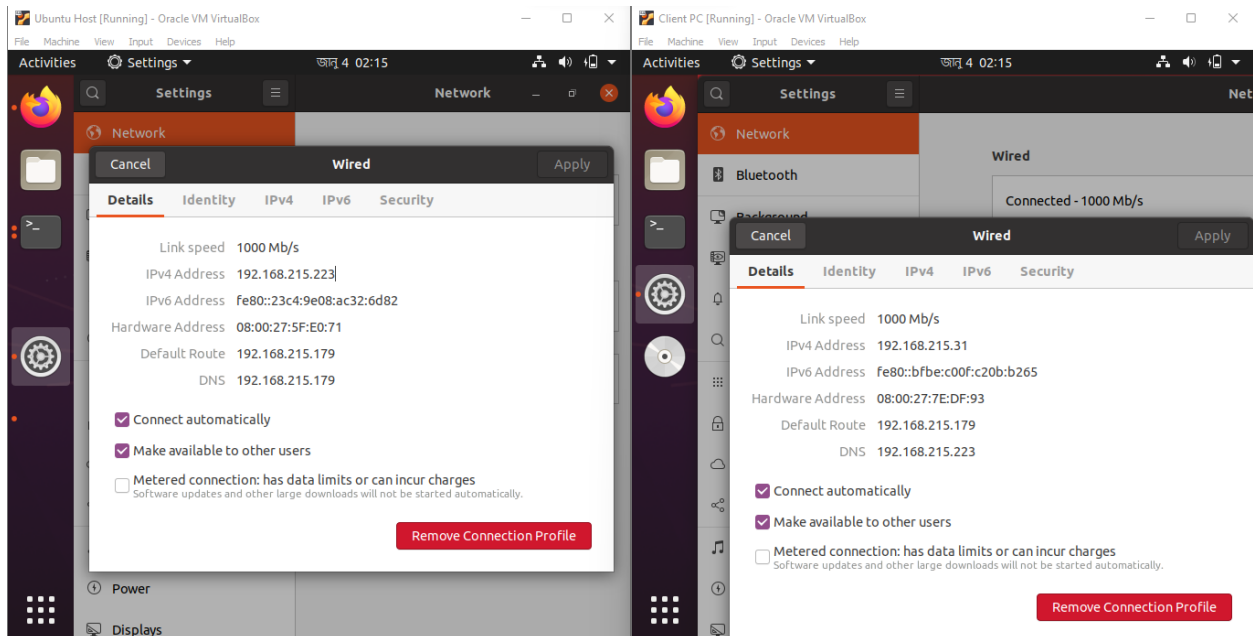 Ubuntu Host [Running] - Oracle VM VirtualBox
File Machine View Input Devices Help
Activities Settings জানু 4 02:15
Settings Network
Network
Cancel Wired Apply
Details Identity IPv4 IPv6 Security
Link speed 1000 Mb/s
IPv4 Address 192.168.215.223
IPv6 Address fe80::23c4:9e08:ac32:6d82
Hardware Address 08:00:27:5F:E0:71
Default Route 192.168.215.179
DNS 192.168.215.179
Connect automatically
Make available to other users
Metered connection: has data limits or can incur charges
Software updates and other large downloads will not be started automatically.
Remove Connection Profile
Power
Displays
Client PC [Running] - Oracle VM VirtualBox
File Machine View Input Devices Help
Activities Settings জানু 4 02:15
Settings Net
Network
Wired
Bluetooth
Connected - 1000 Mb/s
Background
Cancel Wired Apply
Details Identity IPv4 IPv6 Security
Link speed 1000 Mb/s
IPv4 Address 192.168.215.31
IPv6 Address fe80::bfbe:c00f:c20b:b265
Hardware Address 08:00:27:7E:DF:93
Default Route 192.168.215.179
DNS 192.168.215.223
Connect automatically
Make available to other users
Metered connection: has data limits or can incur charges
Software updates and other large downloads will not be started automatically.
Remove Connection Profile